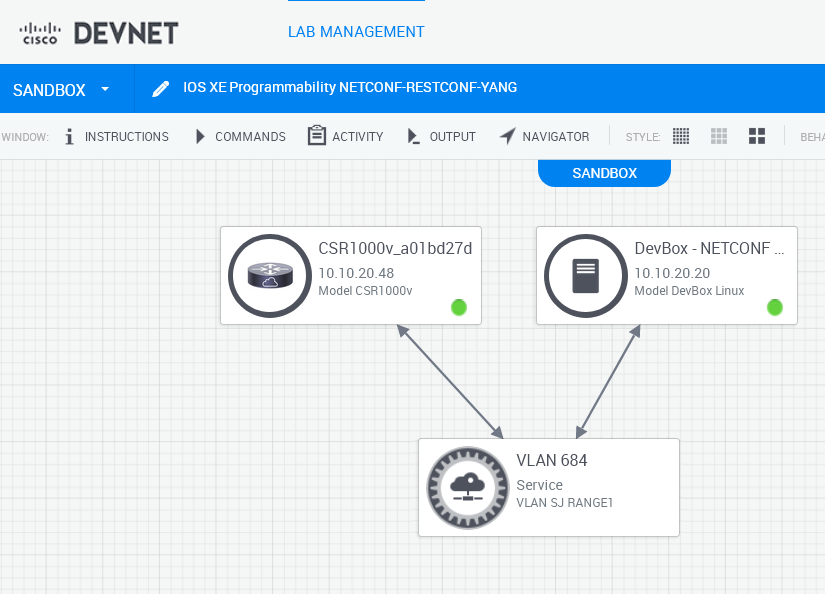 CISCO DEVNET
LAB MANAGEMENT
SANDBOX
IOS XE Programmability NETCONF-RESTCONF-YANG
WINDOW: INSTRUCTIONS COMMANDS ACTIVITY OUTPUT NAVIGATOR STYLE: BEHA
SANDBOX
CSR1000v_a01bd27d
10.10.20.48
Model CSR1000v
DevBox - NETCONF ...
10.10.20.20
Model DevBox Linux
VLAN 684
Service
VLAN SJ RANGE1